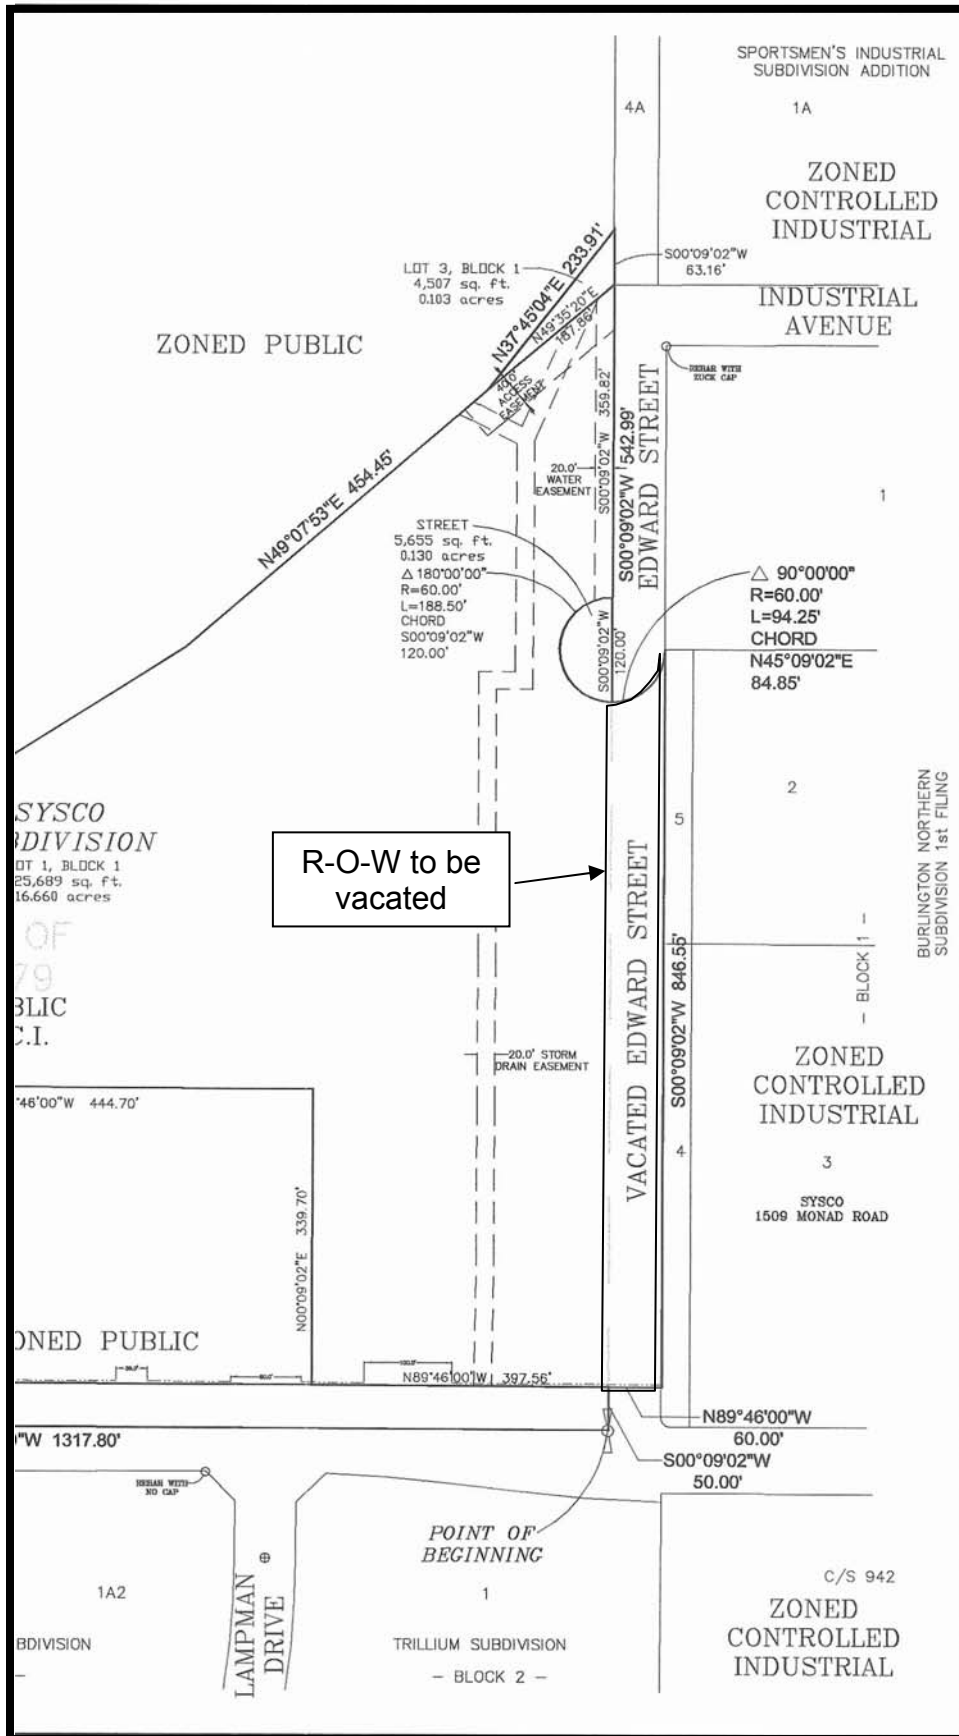 SPORTSMEN'S INDUSTRIAL
SUBDIVISION ADDITION
4A
1A
ZONED
CONTROLLED
INDUSTRIAL
S00°09'02"W
63.16'
LOT 3, BLOCK 1
4,507 sq. ft.
0.103 acres
N37°45'04"E 233.91'
N49°35'20"E
167.86'
INDUSTRIAL
AVENUE
ZONED PUBLIC
REBAR WITH
ZUCK CAP
40.0'
ACCESS
EASEMENT
S00°09'02"W 359.82'
S00°09'02"W 542.99'
EDWARD STREET
N49°07'53"E 454.45'
20.0'
WATER
EASEMENT
1
STREET
5,655 sq. ft.
0.130 acres
△ 180°00'00"
R=60.00'
L=188.50'
CHORD
S00°09'02"W
120.00'
S00°09'02"W
120.00'
△ 90°00'00"
R=60.00'
L=94.25'
CHORD
N45°09'02"E
84.85'
SYSCO
BDIVISION
OT 1, BLOCK 1
25,689 sq. ft.
16.660 acres
OF
79
BLIC
C.I.
R-O-W to be
vacated
VACATED EDWARD STREET
5
2
BURLINGTON NORTHERN
SUBDIVISION 1st FILING
- BLOCK 1 -
S00°09'02"W 846.55'
20.0' STORM
DRAIN EASEMENT
ZONED
CONTROLLED
INDUSTRIAL
°46'00"W 444.70'
4
3
SYSCO
1509 MONAD ROAD
N00°09'02"E 339.70'
ONED PUBLIC
N89°46'00"W 397.56'
N89°46'00"W
60.00'
"W 1317.80'
S00°09'02"W
50.00'
REBAR WITH
NO CAP
POINT OF
BEGINNING
C/S 942
1A2
1
LAMPMAN
DRIVE
ZONED
CONTROLLED
INDUSTRIAL
BDIVISION
TRILLIUM SUBDIVISION
- BLOCK 2 -